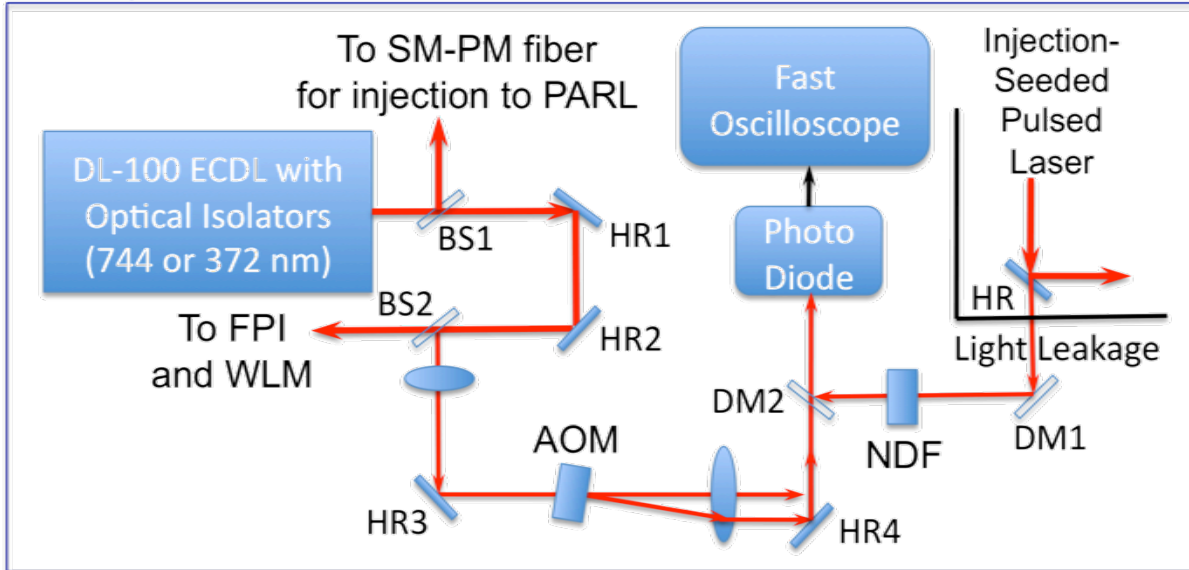 To SM-PM fiber
for injection to PARL
Fast
Oscilloscope
Injection-
Seeded
Pulsed
Laser
DL-100 ECDL with
Optical Isolators
(744 or 372 nm)
BS1
HR1
Photo
Diode
HR
BS2
HR2
To FPI
and WLM
Light Leakage
DM2
NDF
DM1
AOM
HR3
HR4